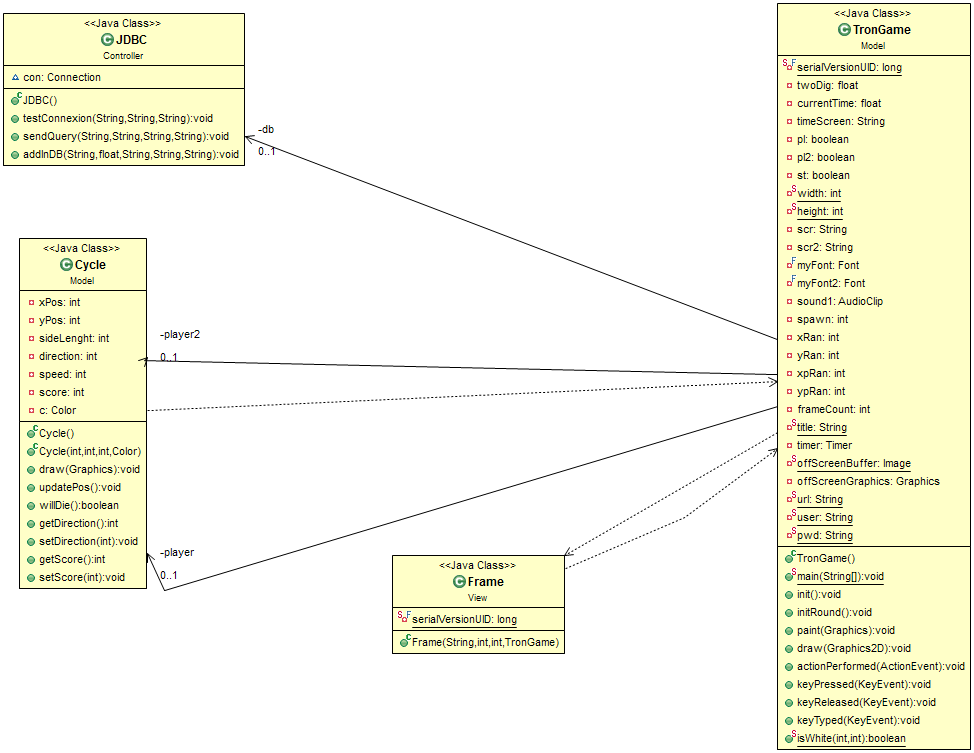 <<Java Class>>
JDBC
Controller
con: Connection
JDBC()
testConnexion(String,String,String):void
sendQuery(String,String,String,String):void
addInDB(String,float,String,String,String):void
-db
0..1
<<Java Class>>
Cycle
Model
xPos: int
yPos: int
sideLenght: int
direction: int
speed: int
score: int
c: Color
Cycle()
Cycle(int,int,int,Color)
draw(Graphics):void
updatePos():void
willDie():boolean
getDirection():int
setDirection(int):void
getScore():int
setScore(int):void
-player2
0..1
-player
0..1
<<Java Class>>
Frame
View
S F serialVersionUID: long
C Frame(String,int,int,TronGame)
<<Java Class>>
TronGame
Model
S F serialVersionUID: long
twoDig: float
currentTime: float
timeScreen: String
pl: boolean
pl2: boolean
st: boolean
S width: int
S height: int
scr: String
scr2: String
F myFont: Font
F myFont2: Font
sound1: AudioClip
spawn: int
xRan: int
yRan: int
xpRan: int
ypRan: int
frameCount: int
S title: String
timer: Timer
S offScreenBuffer: Image
offScreenGraphics: Graphics
S url: String
S user: String
S pwd: String
C TronGame()
S main(String[]):void
init():void
initRound():void
paint(Graphics):void
draw(Graphics2D):void
actionPerformed(ActionEvent):void
keyPressed(KeyEvent):void
keyReleased(KeyEvent):void
keyTyped(KeyEvent):void
S isWhite(int,int):boolean